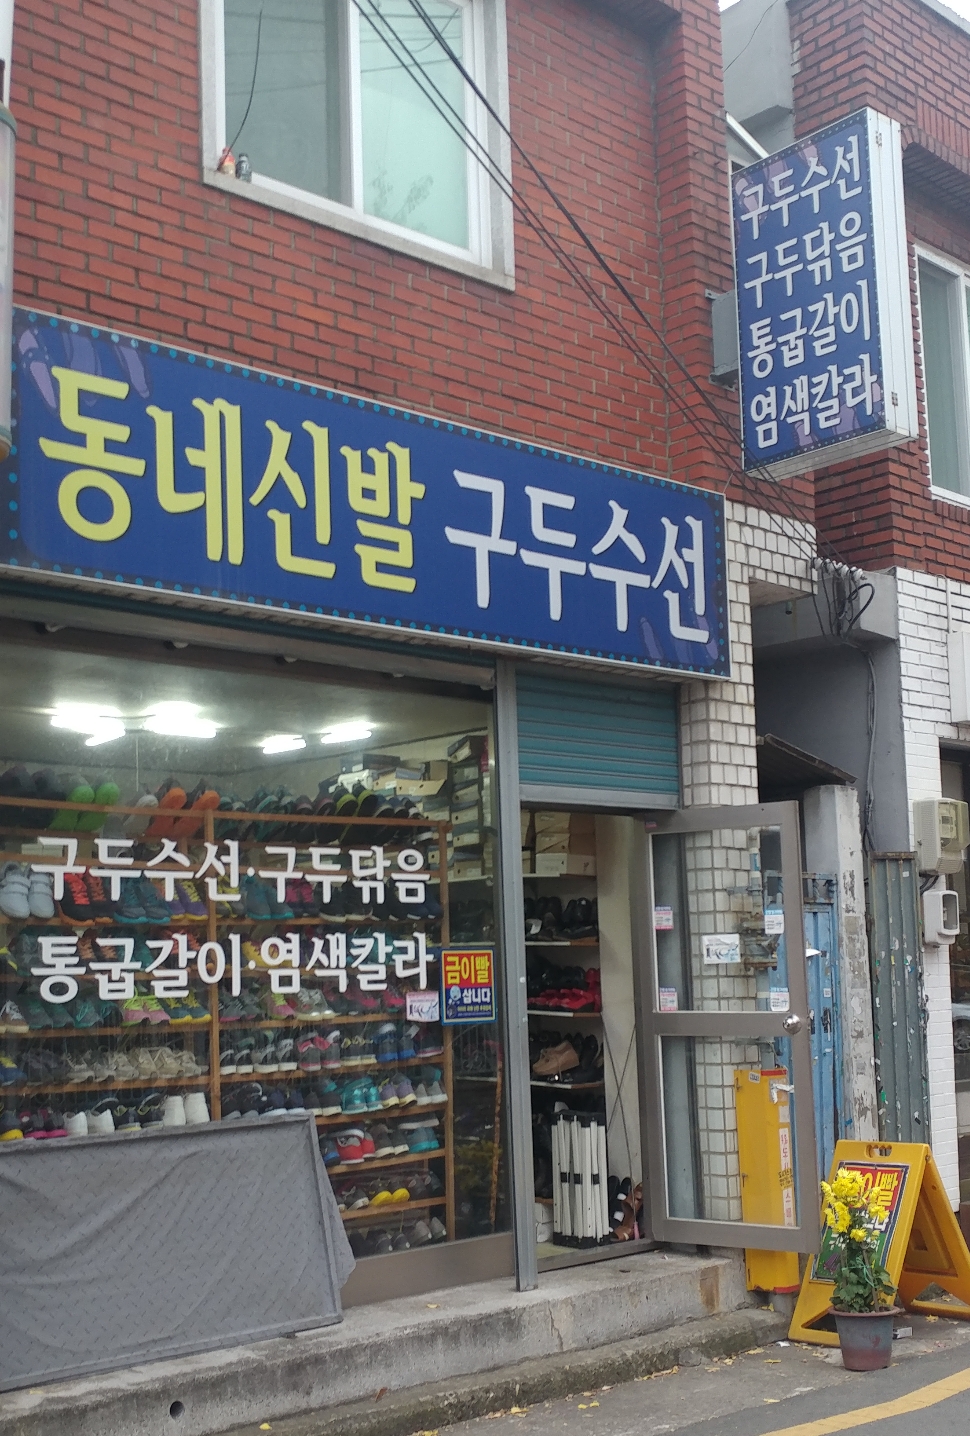 구두수선
구두닦음
통굽갈이
염색칼라
동네신발 구두수선
구두수선·구두닦음
통굽갈이·염색칼라
금이빨
삽니다